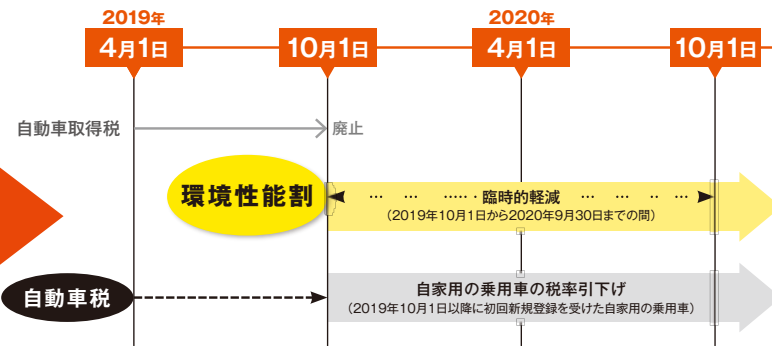 2019年
2020年
4月1日
10月1日
4月1日
10月1日
自動車取得税
廃止
環境性能割
… … ‥‥‥ 臨時的軽減 … … ‥ …
（2019年10月1日から2020年9月30日までの間）
自動車税
自家用の乗用車の税率引下げ
（2019年10月1日以降に初回新規登録を受けた自家用の乗用車）